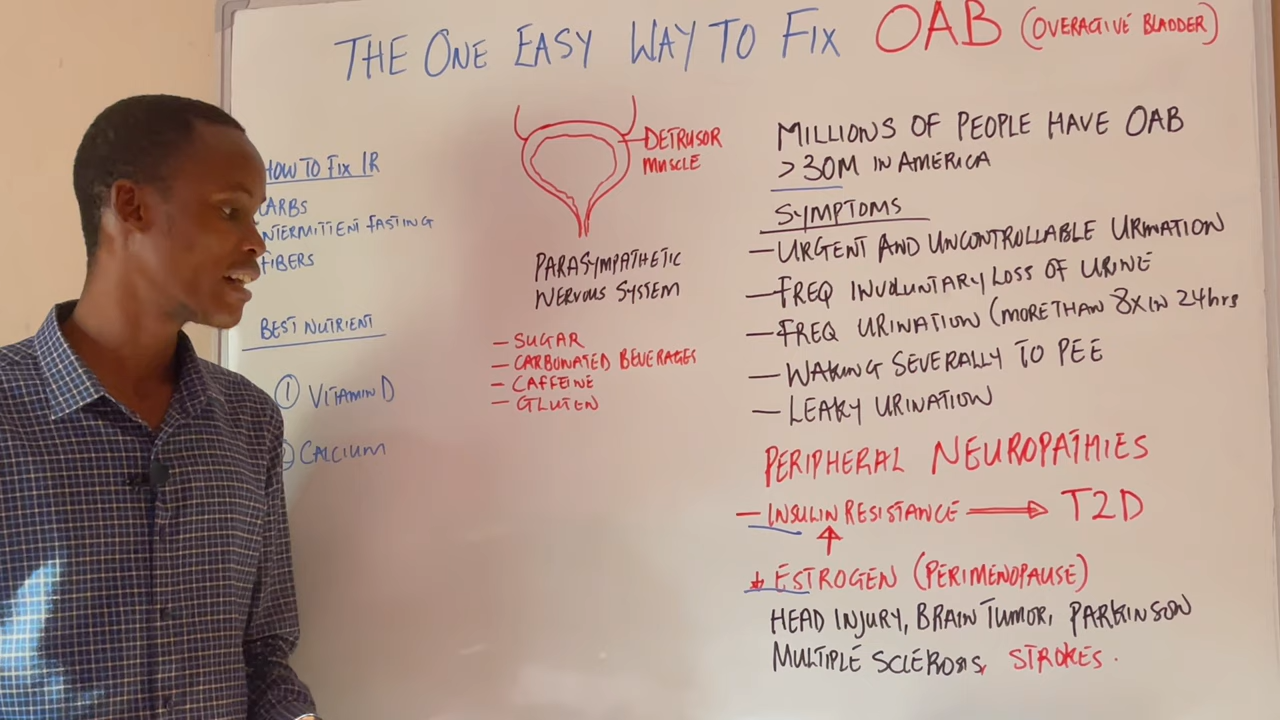 THE ONE EASY WAY TO FIX OAB (OVERACTIVE BLADDER)
HOW TO FIX IR
CARBS
INTERMITTENT FASTING
FIBERS
BEST NUTRIENT
① VITAMIN D
② CALCIUM
DETRUSOR
MUSCLE
PARASYMPATHETIC
NERVOUS SYSTEM
— SUGAR
— CARBONATED BEVERAGES
— CAFFEINE
— GLUTEN
MILLIONS OF PEOPLE HAVE OAB
> 30M IN AMERICA
SYMPTOMS
— URGENT AND UNCONTROLLABLE URINATION
— FREQ INVOLUNTARY LOSS OF URINE
— FREQ URINATION (MORE THAN 8X IN 24hrs
— WAKING SEVERALLY TO PEE
— LEAKY URINATION
PERIPHERAL NEUROPATHIES
— INSULIN RESISTANCE ⟹ T2D
↑
↓ ESTROGEN (PERIMENOPAUSE)
HEAD INJURY, BRAIN TUMOR, PARKINSON
MULTIPLE SCLEROSIS, STROKES.